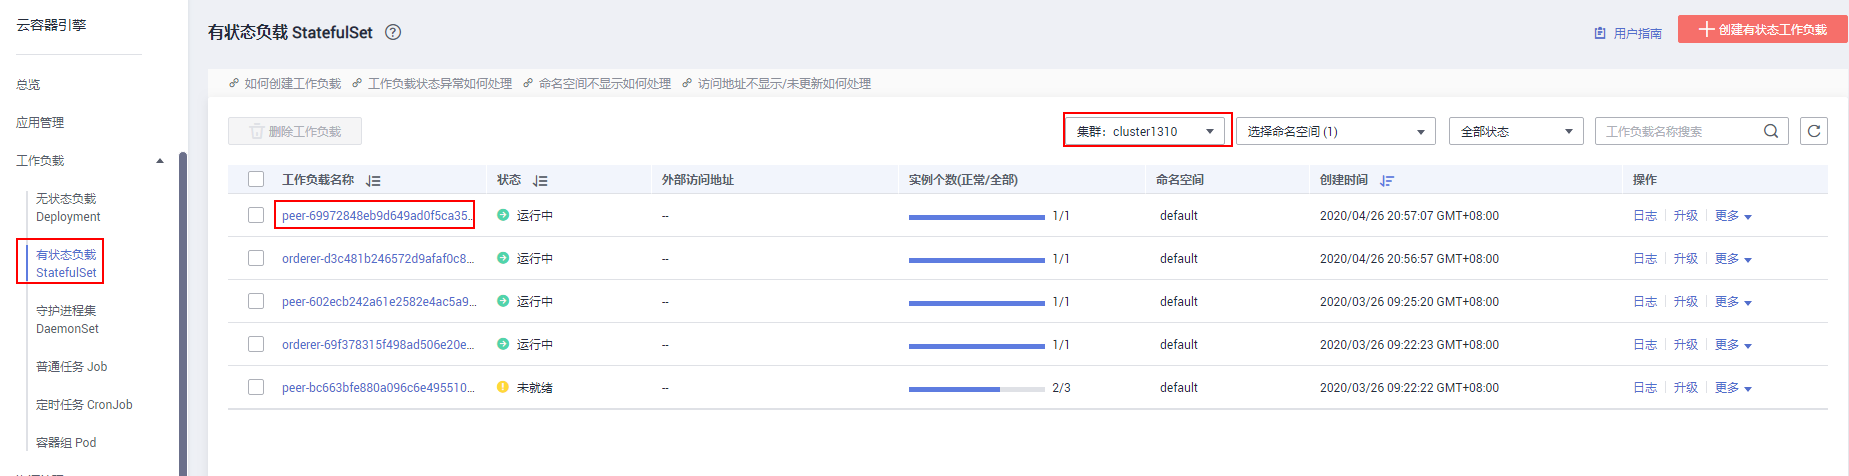 云容器引擎
总览
应用管理
工作负载
无状态负载
Deployment
有状态负载
StatefulSet
守护进程集
DaemonSet
普通任务 Job
定时任务 CronJob
容器组 Pod
有状态负载 StatefulSet
用户指南
创建有状态工作负载
如何创建工作负载 工作负载状态异常如何处理 命名空间不显示如何处理 访问地址不显示/未更新如何处理
删除工作负载 集群：cluster1310 选择命名空间 (1) 全部状态 工作负载名称搜索
工作负载名称 状态 外部访问地址 实例个数(正常/全部) 命名空间 创建时间 操作
peer-69972848eb9d649ad0f5ca35... 运行中 -- 1/1 default 2020/04/26 20:57:07 GMT+08:00 日志 升级 更多
orderer-d3c481b246572d9afaf0c8... 运行中 -- 1/1 default 2020/04/26 20:56:57 GMT+08:00 日志 升级 更多
peer-602ecb242a61e2582e4ac5a9... 运行中 -- 1/1 default 2020/03/26 09:25:20 GMT+08:00 日志 升级 更多
orderer-69f378315f498ad506e20e... 运行中 -- 1/1 default 2020/03/26 09:22:23 GMT+08:00 日志 升级 更多
peer-bc663bfe880a096c6e495510... 未就绪 -- 2/3 default 2020/03/26 09:22:22 GMT+08:00 日志 升级 更多